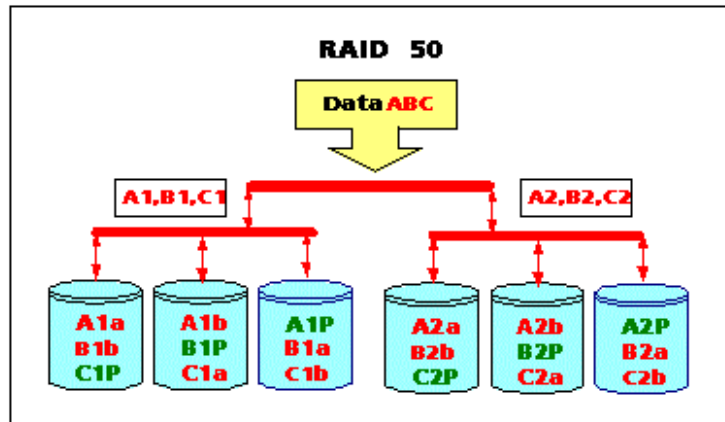 RAID 50
Data ABC
A1,B1,C1
A2,B2,C2
A1a
B1b
C1P
A1b
B1P
C1a
A1P
B1a
C1b
A2a
B2b
C2P
A2b
B2P
C2a
A2P
B2a
C2b